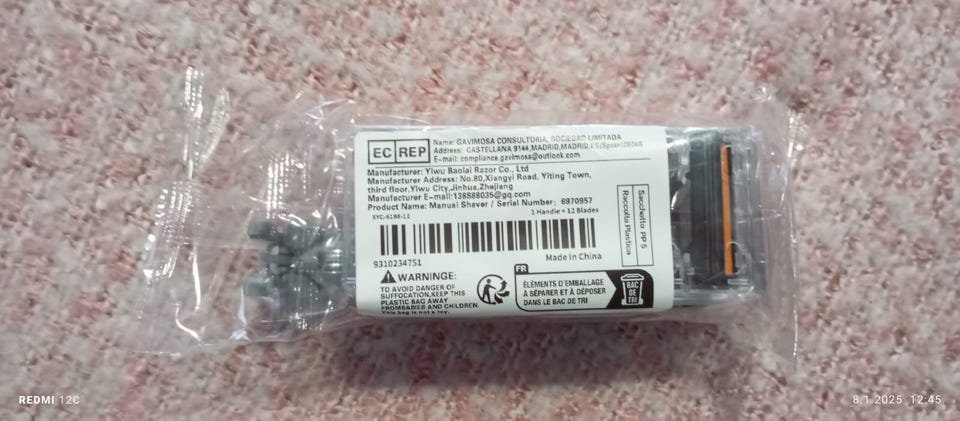 EC REP
Name: GAVIMOSA CONSULTORIA, SOCIEDAD LIMITADA
Address: CASTELLANA 9144,MADRID,MADRID,ES(Spain)28046
E-mail: compliance.gavimosa@outlook.com
Manufacturer: Yiwu Baolai Razor Co., Ltd
Manufacturer Address: No.80,Xiangyi Road, Yiting Town,
third floor,Yiwu City,Jinhua,Zhejiang
Manufacturer E-mail:138888035@qq.com
Product Name: Manual Shaver / Serial Number: 6970957
XYC-6198-12
1 Handle + 12 Blades
Sacchetto PP 5
Raccolta Plastica
9310234751
Made In China
WARNINGE:
TO AVOID DANGER OF
SUFFOCATION,KEEP THIS
PLASTIC BAG AWAY
FROMBABIES AND CHILDREN.
This bag is not a toy.
FR
ÉLÉMENTS D'EMBALLAGE
À SÉPARER ET À DÉPOSER
DANS LE BAC DE TRI
BAC
DE
TRI
REDMI 12C
8.1.2025 12:45